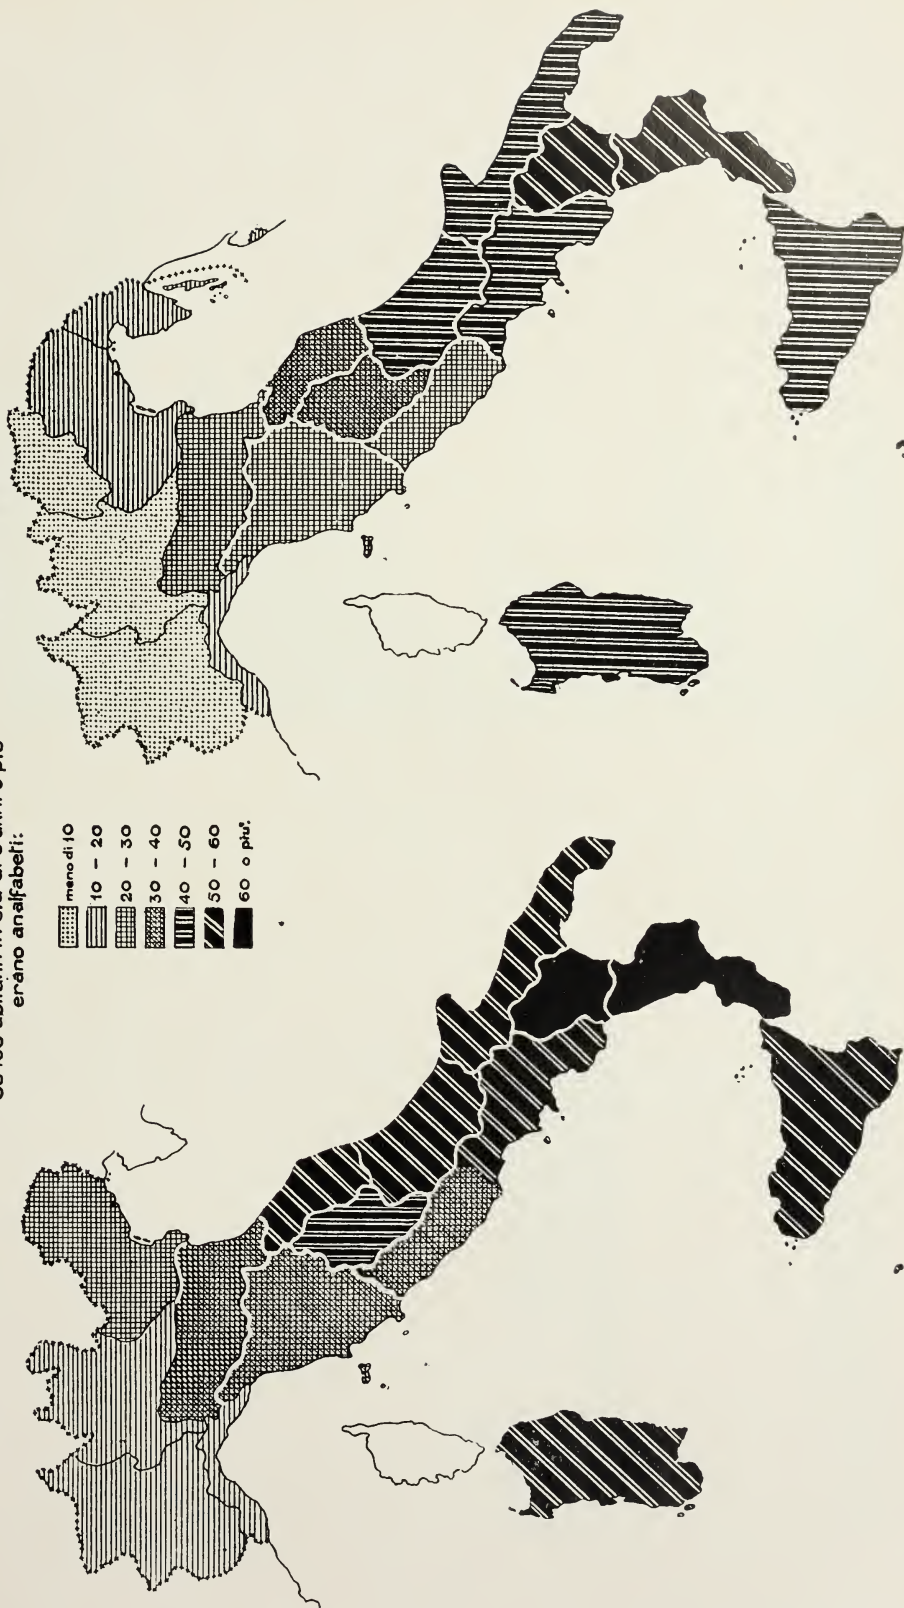 erano analfabeti:
meno di 10
10 – 20
20 – 30
30 – 40
40 – 50
50 – 60
60 o più.